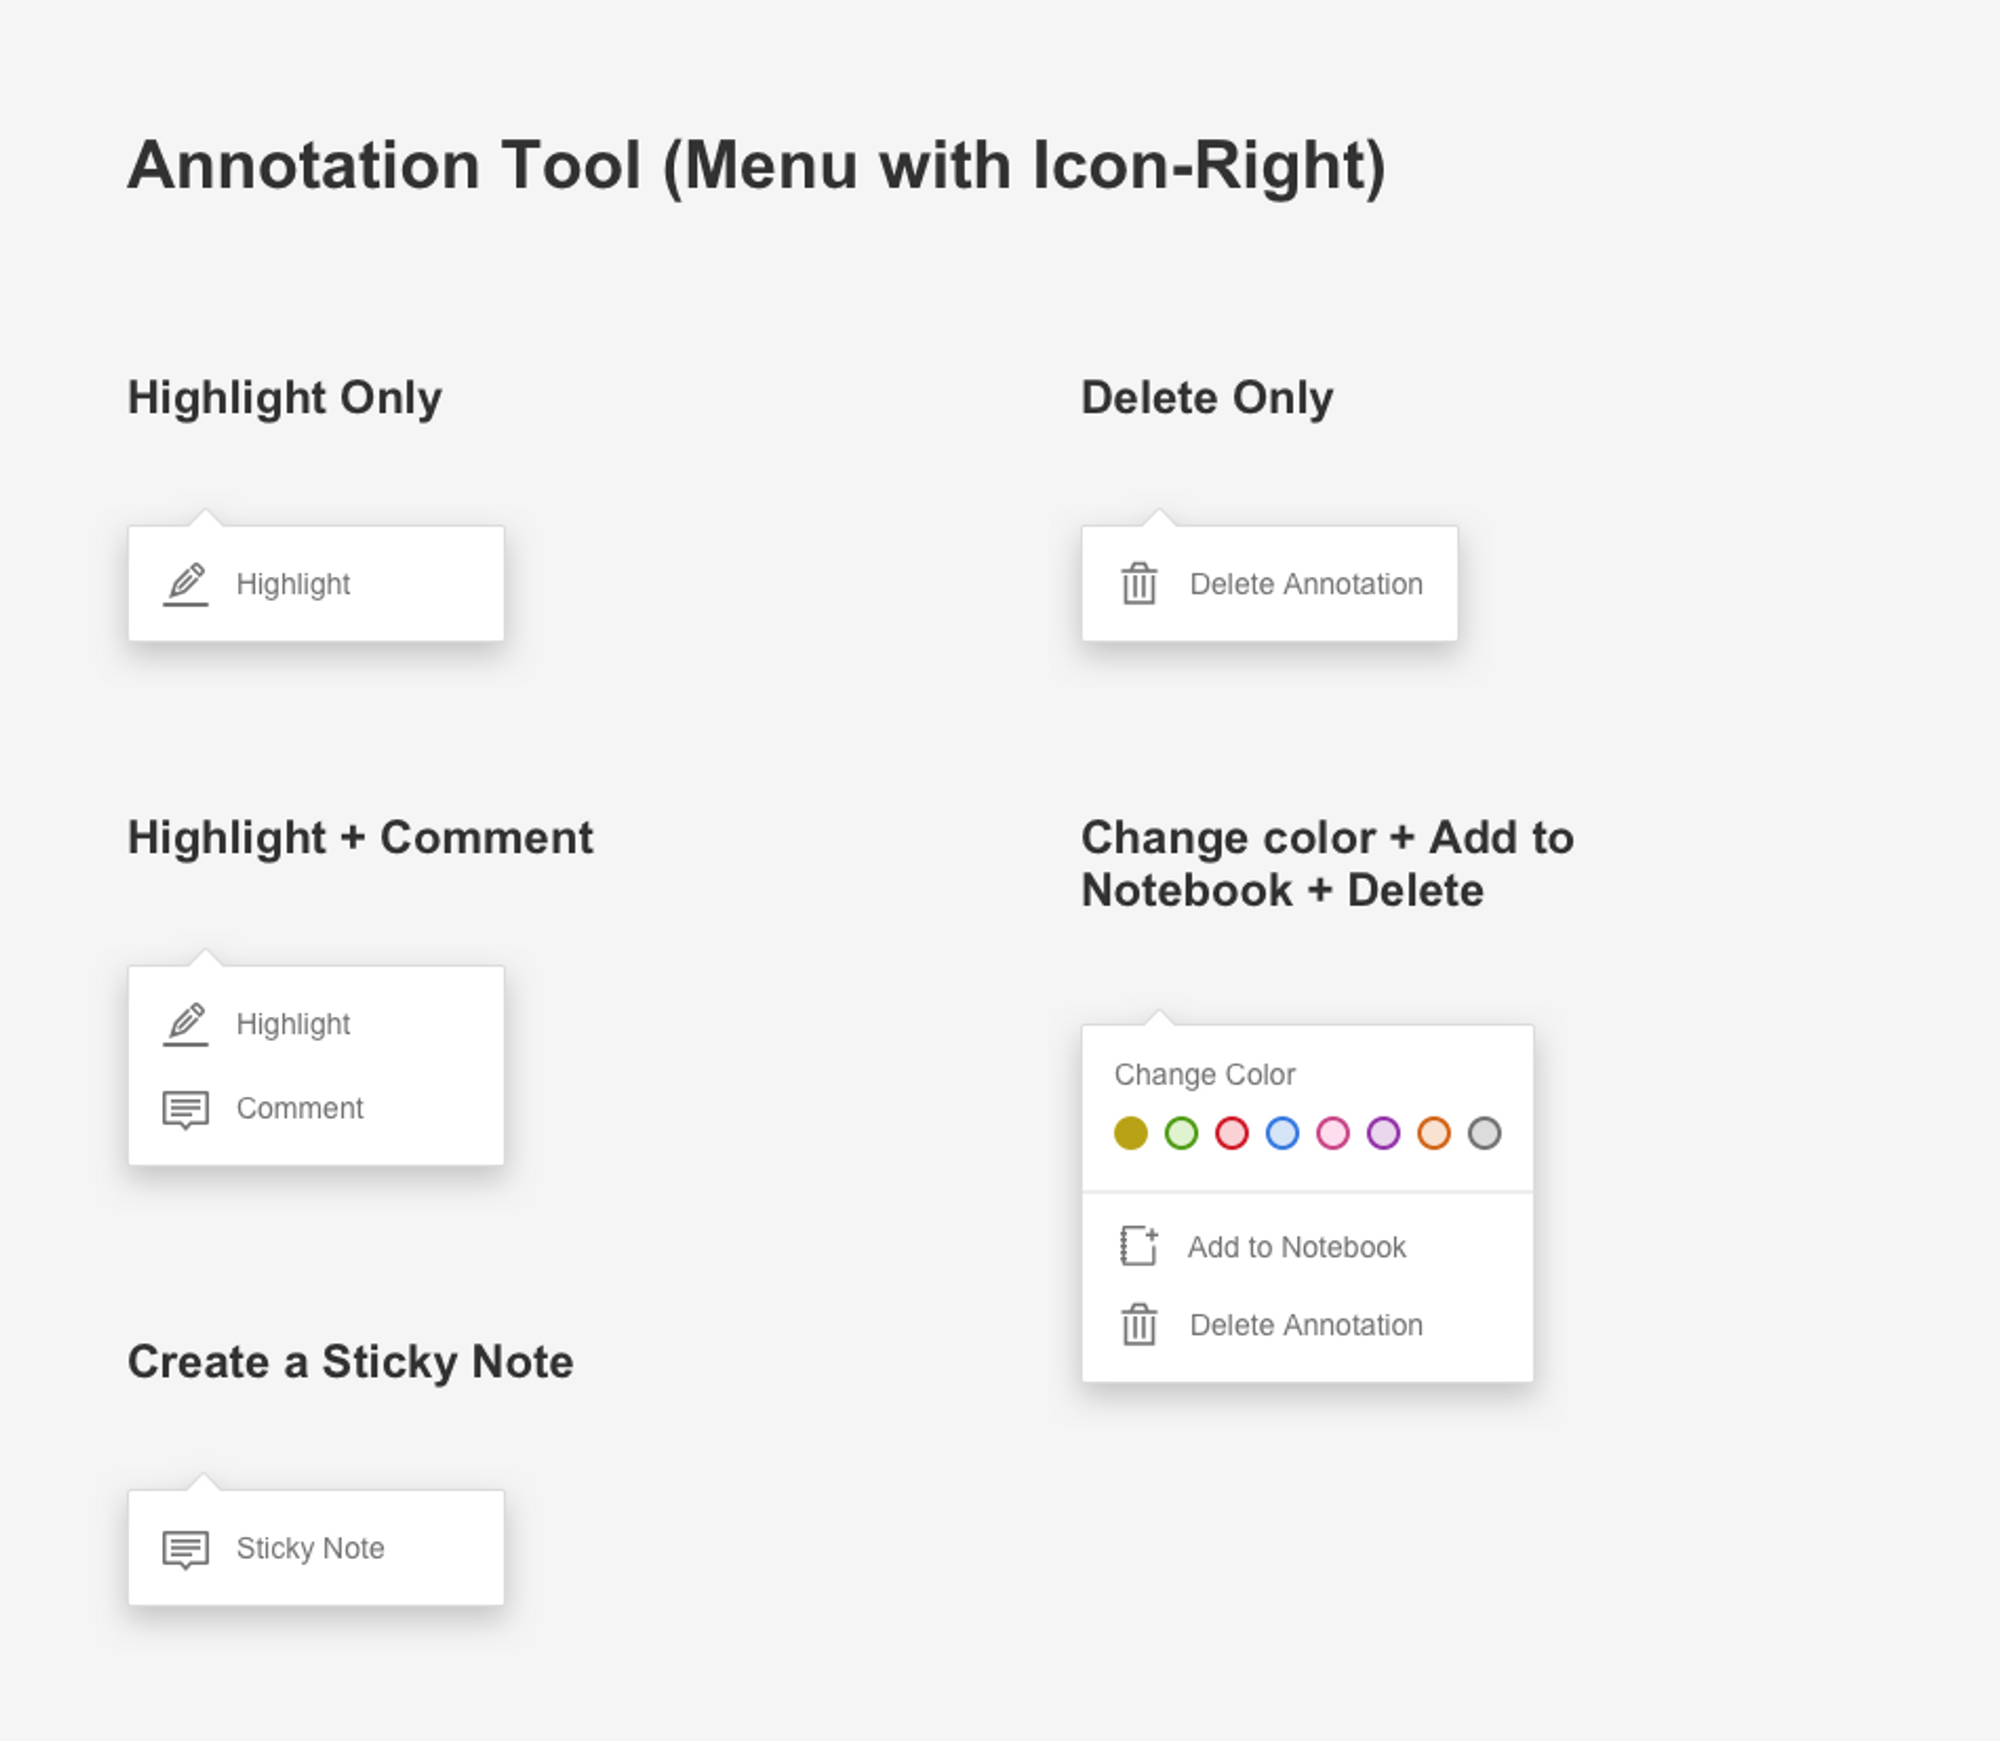 Annotation Tool (Menu with Icon-Right)
Highlight Only
Highlight
Highlight + Comment
Highlight
Comment
Create a Sticky Note
Sticky Note
Delete Only
Delete Annotation
Change color + Add to
Notebook + Delete
Change Color
Add to Notebook
Delete Annotation